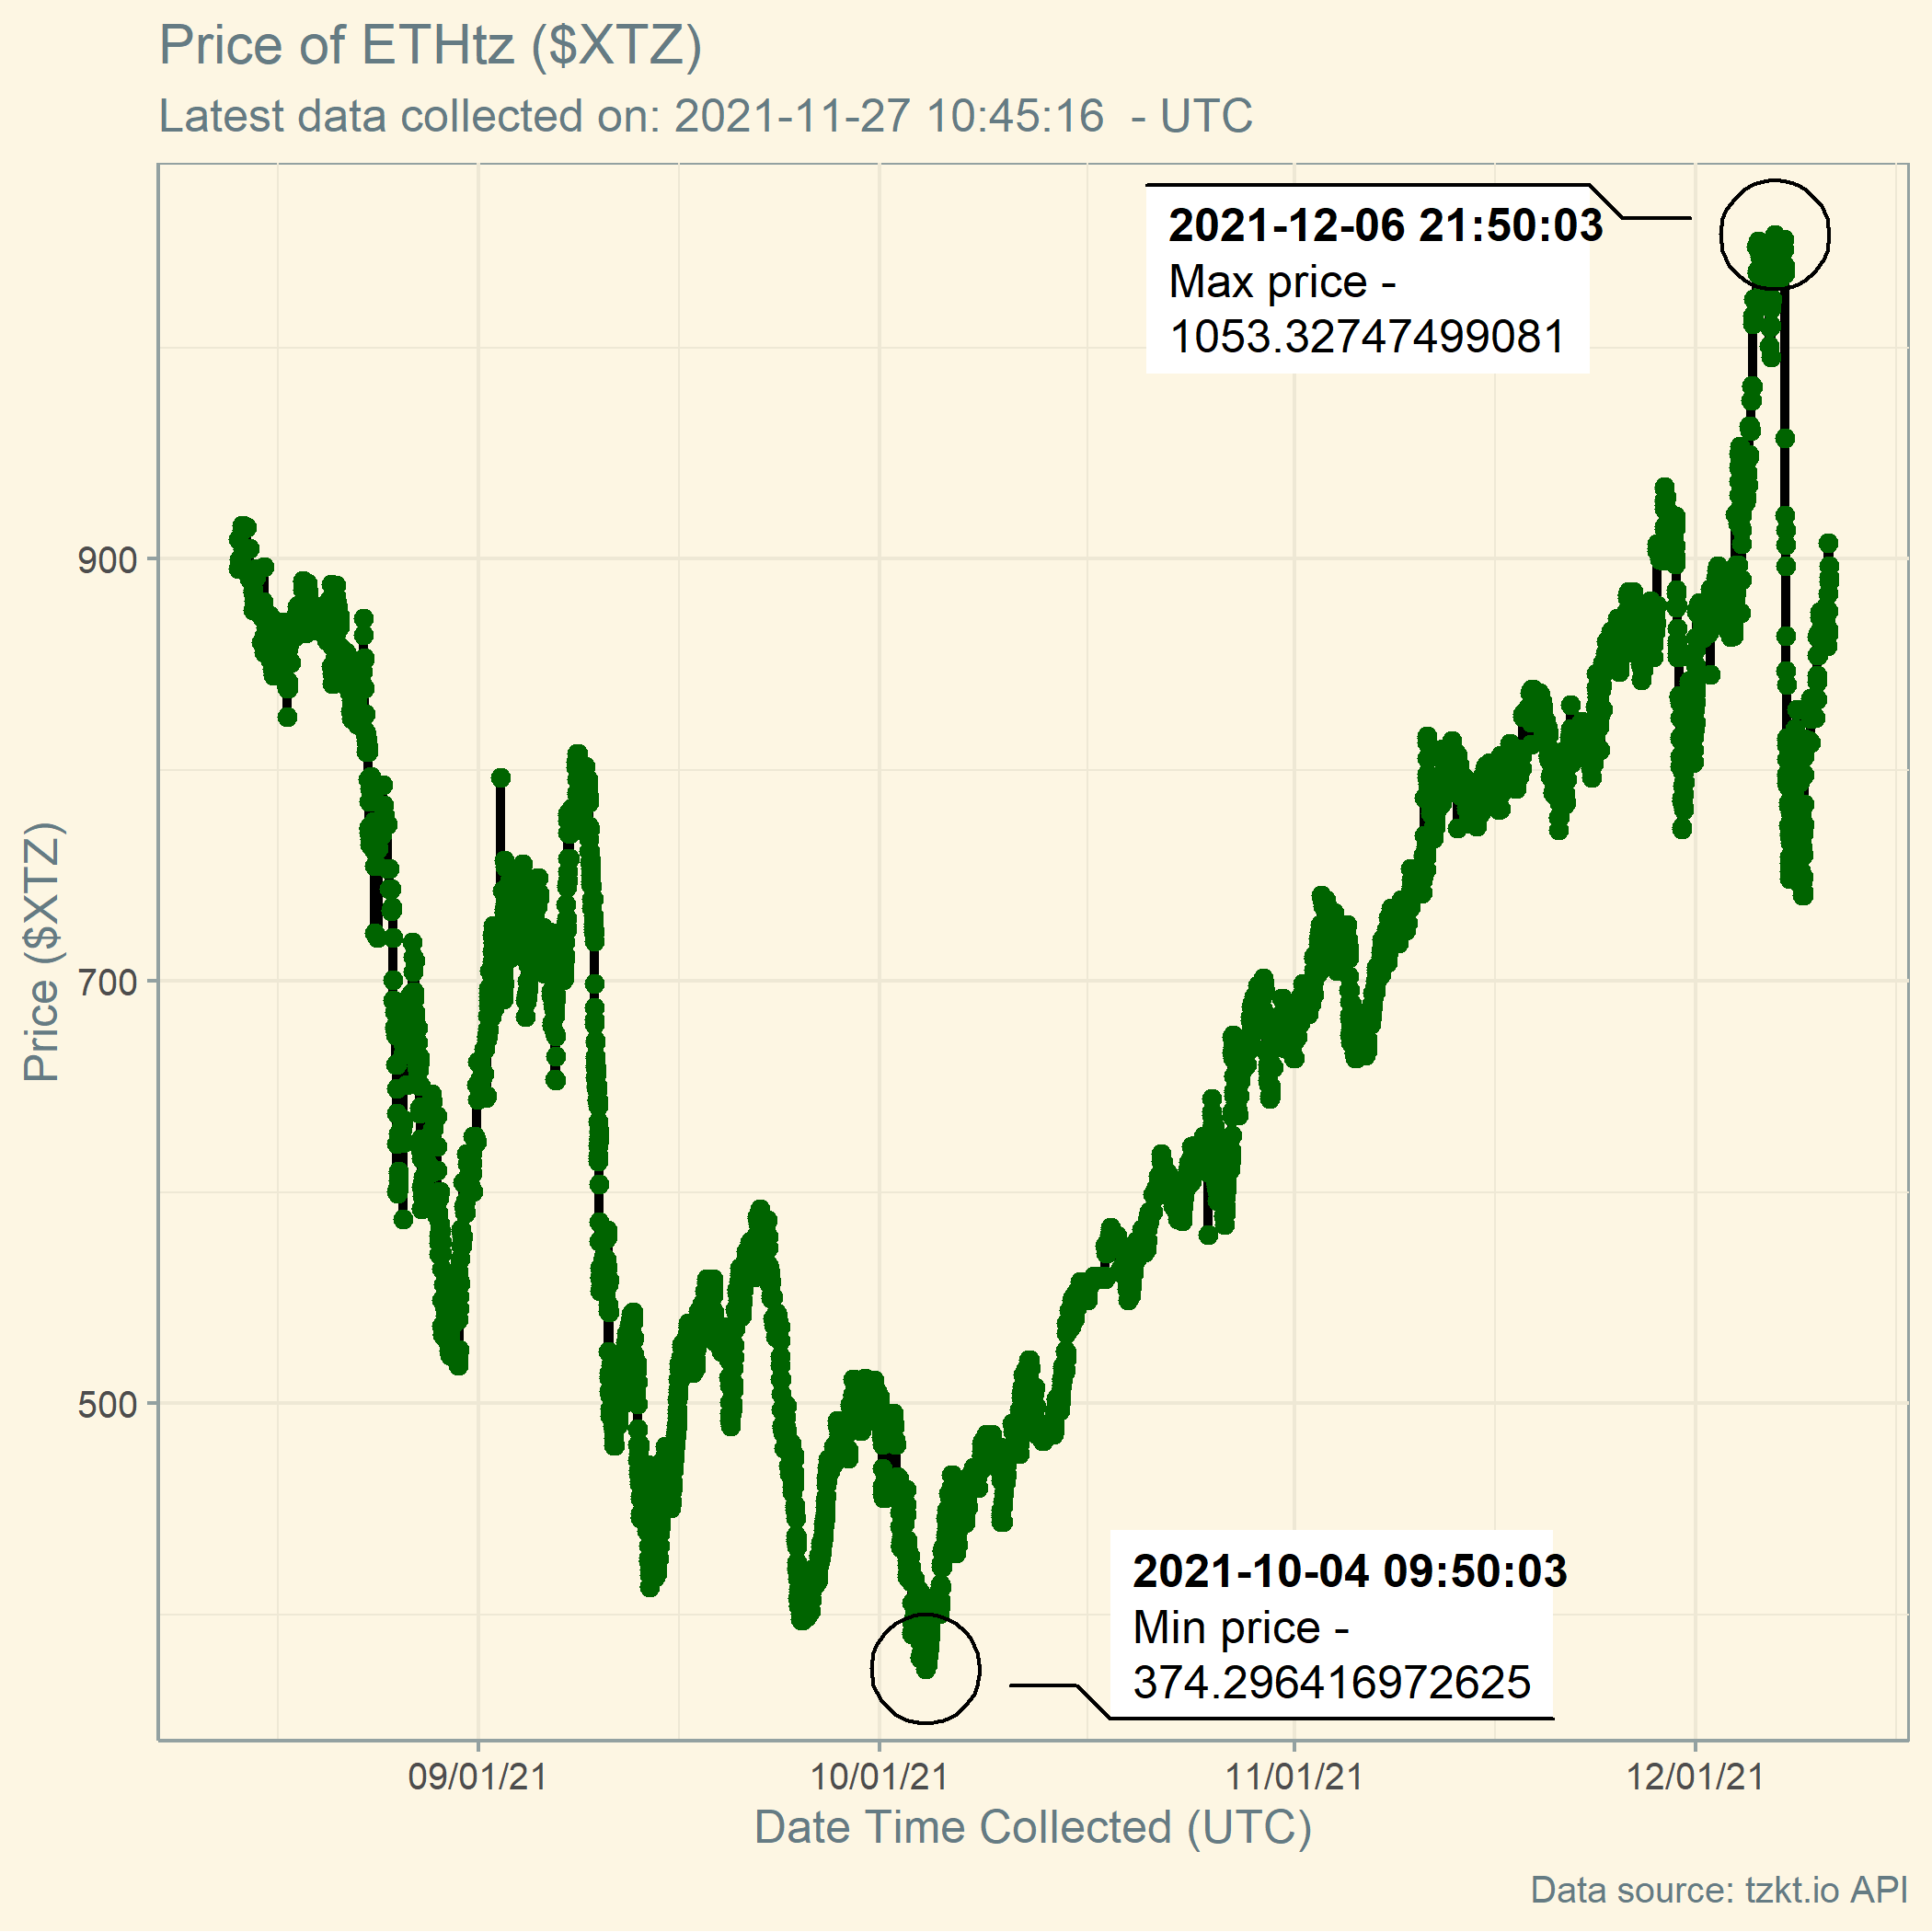 Price of ETHtz ($XTZ)
Latest data collected on: 2021-11-27 10:45:16  - UTC
2021-12-06 21:50:03
Max price -
1053.32747499081
900
700
500
Price ($XTZ)
2021-10-04 09:50:03
Min price -
374.296416972625
09/01/21
10/01/21
11/01/21
12/01/21
Date Time Collected (UTC)
Data source: tzkt.io API